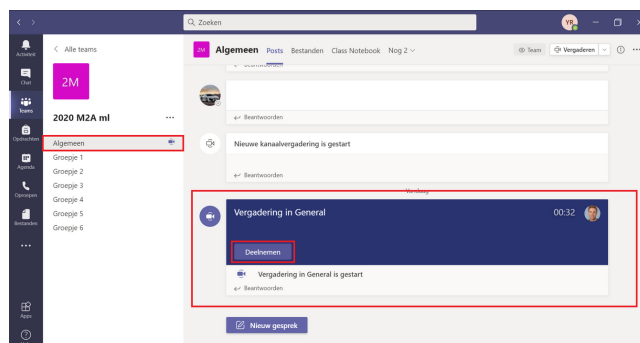 Zoeken
YR
Activiteit
Chat
Teams
Opdrachten
Agenda
Oproepen
Bestanden
Apps
Alle teams
2M
2020 M2A ml
Algemeen
Groepje 1
Groepje 2
Groepje 3
Groepje 4
Groepje 5
Groepje 6
2M Algemeen Posts Bestanden Class Notebook Nog 2
Team Vergaderen
Beantwoorden
Beantwoorden
Nieuwe kanaalvergadering is gestart
Beantwoorden
Vandaag
Vergadering in General 00:32
Deelnemen
Vergadering in General is gestart
Beantwoorden
Nieuw gesprek